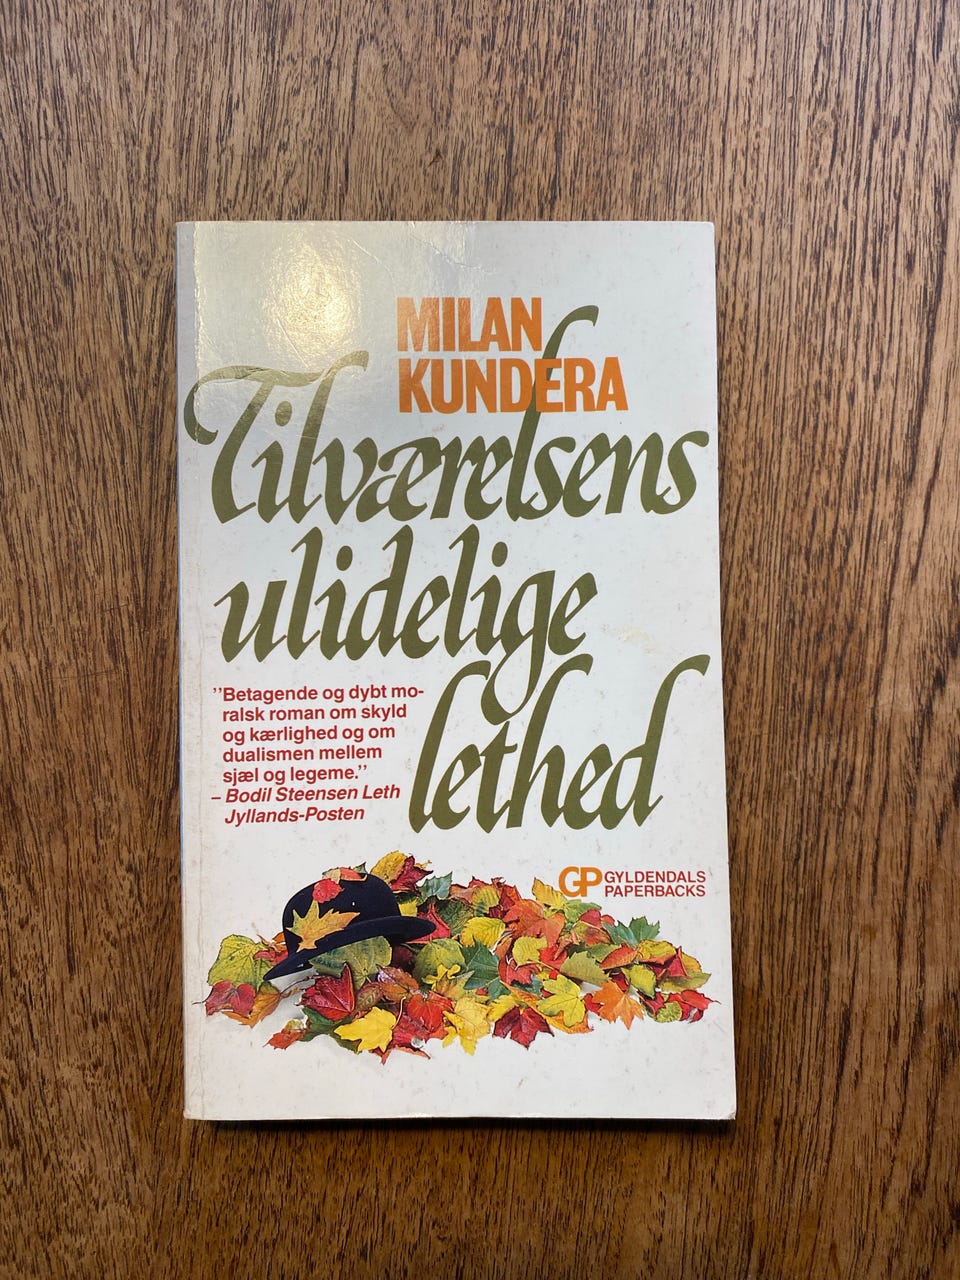 MILAN
KUNDERA
Tilværelsens
ulidelige
lethed
”Betagende og dybt mo-
ralsk roman om skyld
og kærlighed og om
dualismen mellem
sjæl og legeme.”
– Bodil Steensen Leth
Jyllands-Posten
GP GYLDENDALS
PAPERBACKS